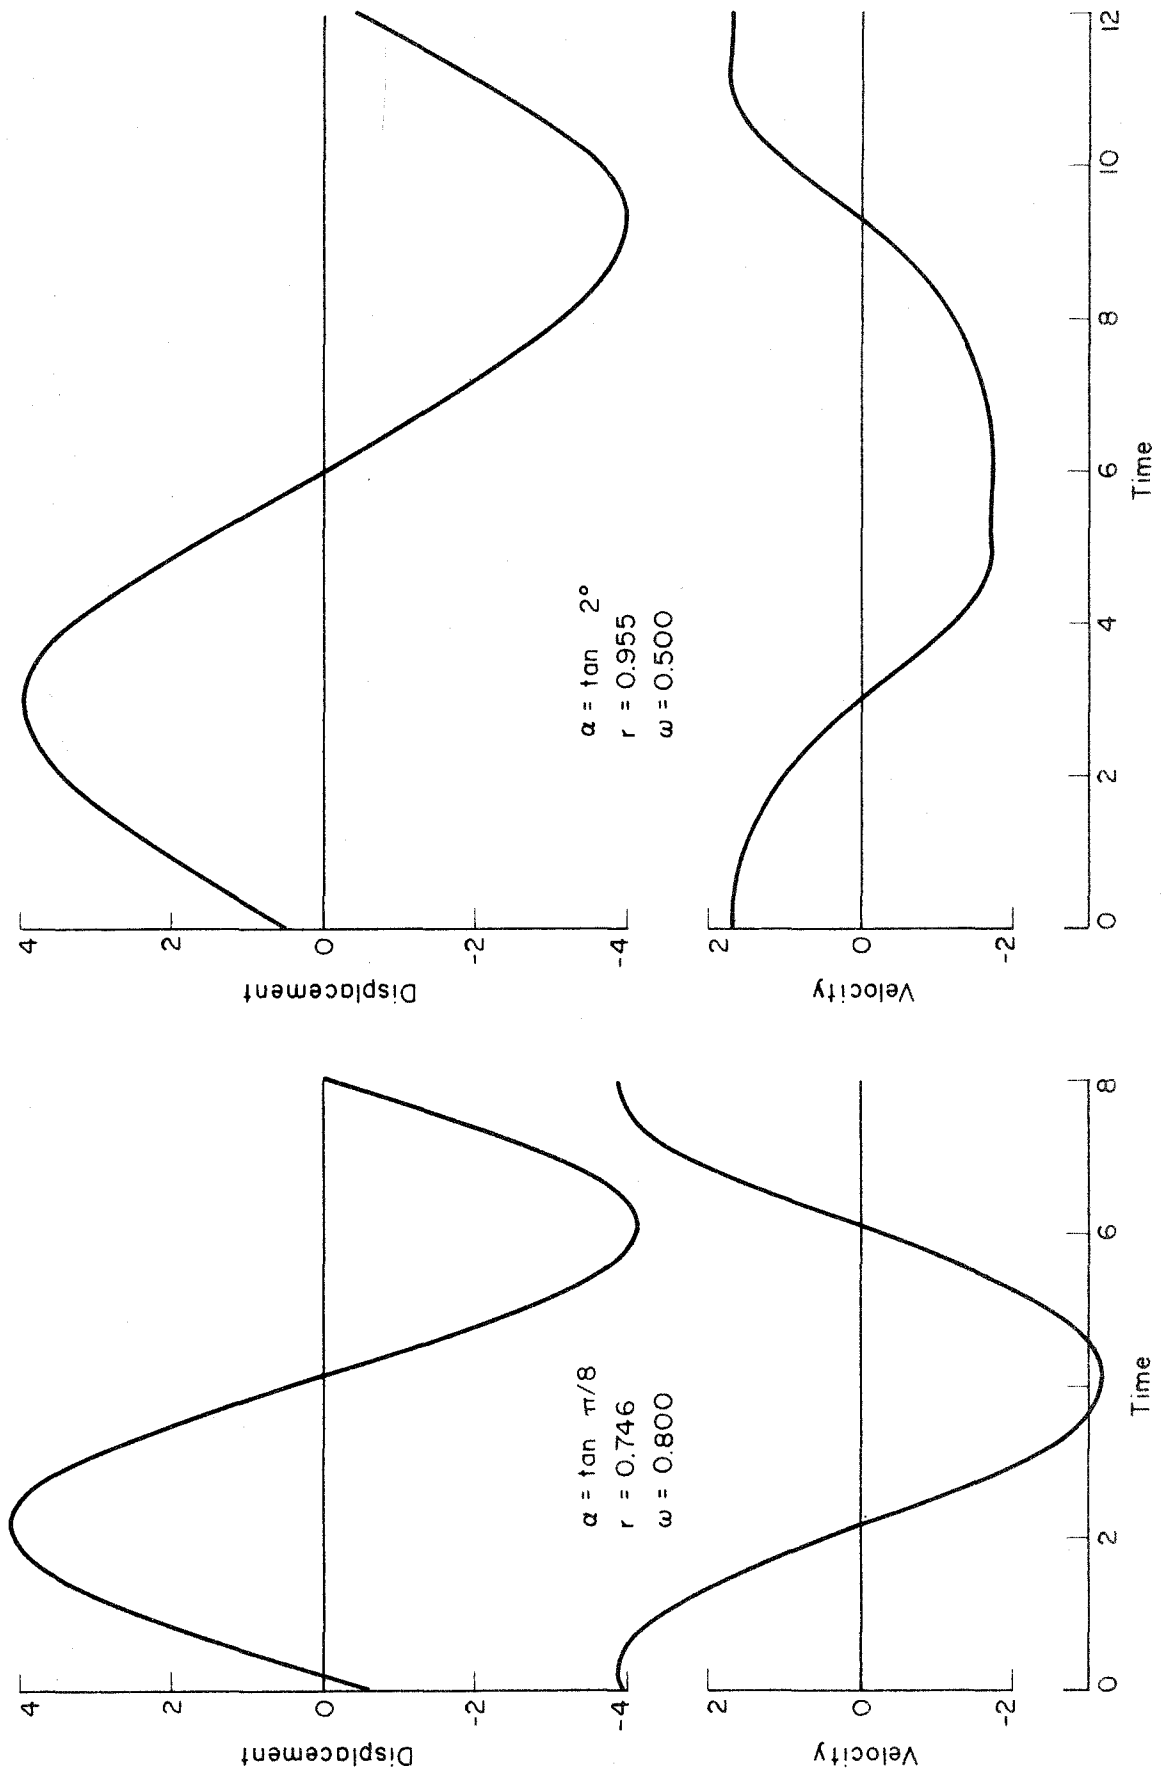 4
2
0
-2
-4
Displacement
α = tan π/8
r = 0.746
ω = 0.800
2
0
-2
Velocity
0
2
6
8
Time
4
2
0
-2
-4
Displacement
α = tan 2°
r = 0.955
ω = 0.500
2
0
-2
Velocity
0
2
4
6
8
10
12
Time